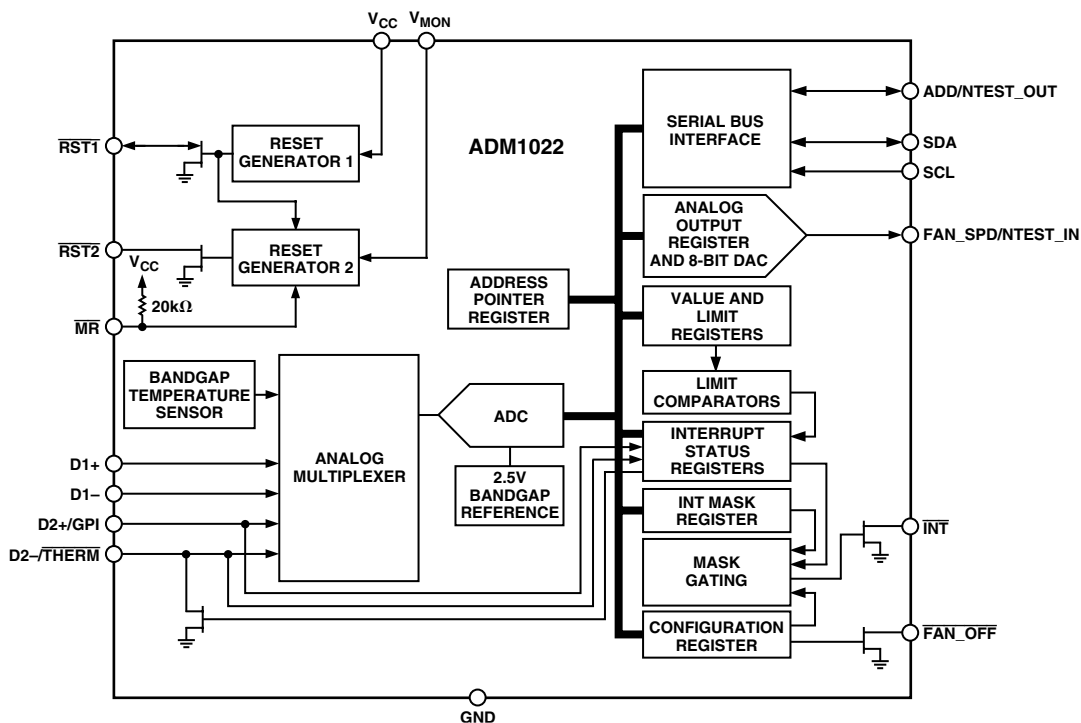 VCC
VMON
RST1
RESET
GENERATOR 1
ADM1022
SERIAL BUS
INTERFACE
ADD/NTEST_OUT
SDA
SCL
RST2
VCC
20kΩ
MR
RESET
GENERATOR 2
ADDRESS
POINTER
REGISTER
ANALOG
OUTPUT
REGISTER
AND 8-BIT DAC
FAN_SPD/NTEST_IN
VALUE AND
LIMIT
REGISTERS
BANDGAP
TEMPERATURE
SENSOR
ANALOG
MULTIPLEXER
ADC
2.5V
BANDGAP
REFERENCE
LIMIT
COMPARATORS
INTERRUPT
STATUS
REGISTERS
D1+
D1–
D2+/GPI
D2–/THERM
INT MASK
REGISTER
MASK
GATING
CONFIGURATION
REGISTER
INT
FAN_OFF
GND